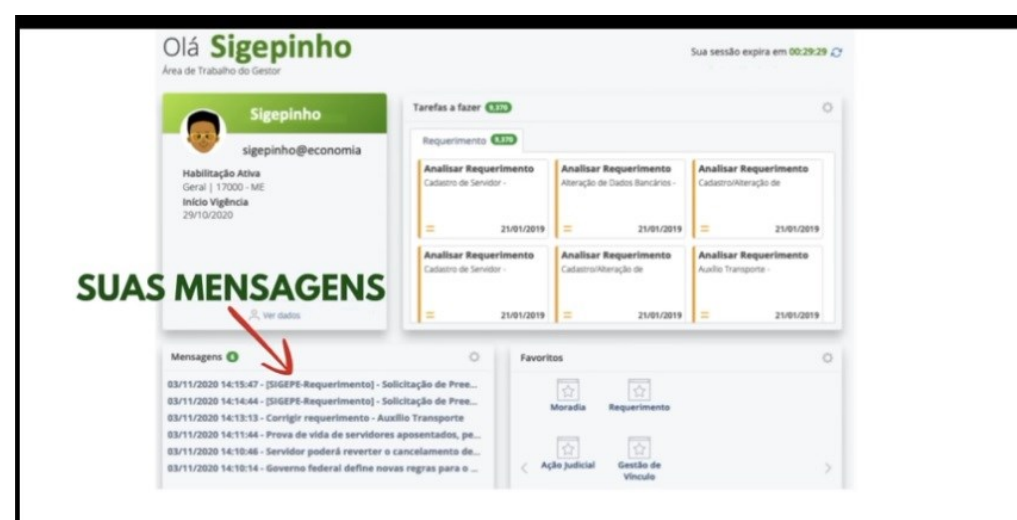 Olá Sigepinho
Área de Trabalho do Gestor
Sua sessão expira em 00:29:29
Sigepinho
sigepinho@economia
Habilitação Ativa
Geral | 17000 - ME
Início Vigência
29/10/2020
Ver dados
Tarefas a fazer 9,370
Requerimento 9,370
Analisar Requerimento
Cadastro de Servidor -
21/01/2019
Analisar Requerimento
Alteração de Dados Bancários -
21/01/2019
Analisar Requerimento
Cadastro/Alteração de
21/01/2019
Analisar Requerimento
Cadastro de Servidor -
21/01/2019
Analisar Requerimento
Cadastro/Alteração de
21/01/2019
Analisar Requerimento
Auxílio Transporte -
21/01/2019
SUAS MENSAGENS
Mensagens 6
03/11/2020 14:15:47 - [SIGEPE-Requerimento] - Solicitação de Pree...
03/11/2020 14:14:44 - [SIGEPE-Requerimento] - Solicitação de Pree...
03/11/2020 14:13:13 - Corrigir requerimento - Auxílio Transporte
03/11/2020 14:11:44 - Prova de vida de servidores aposentados, pe...
03/11/2020 14:10:46 - Servidor poderá reverter o cancelamento de...
03/11/2020 14:10:14 - Governo federal define novas regras para o ...
Favoritos
Moradia
Requerimento
Ação Judicial
Gestão de
Vínculo